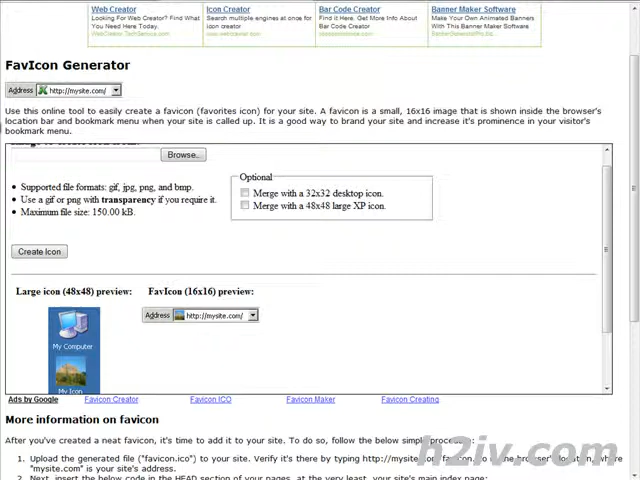 Web Creator
Looking For Web Creator? Find What You Need Here Today.
Icon Creator
Search multiple engines at once for icon creator
Bar Code Creator
Find it Here. Get More Info About Bar Code Creator
Banner Maker Software
Make Your Own Animated Banners With This Banner Maker Software
FavIcon Generator
Address http://mysite.com/
Use this online tool to easily create a favicon (favorites icon) for your site. A favicon is a small, 16x16 image that is shown inside the browser's
location bar and bookmark menu when your site is called up. It is a good way to brand your site and increase it's prominence in your visitor's
bookmark menu.
Browse..
• Supported file formats: gif, jpg, png, and bmp.
• Use a gif or png with transparency if you require it.
• Maximum file size: 150.00 kB.
Optional
Merge with a 32x32 desktop icon.
Merge with a 48x48 large XP icon.
Create Icon
Large icon (48x48) preview:
FavIcon (16x16) preview:
Address http://mysite.com/
My Computer
My Icon
Ads by Google
Favicon Creator
Favicon ICO
Favicon Maker
Favicon Creating
More information on favicon
After you've created a neat favicon, it's time to add it to your site. To do so, follow the below simple procedure:
1. Upload the generated file ("favicon.ico") to your site. Verify it's there by typing http://mysite.com/favicon.ico in the browser's location, where
"mysite.com" is your site's address.
2. Next, insert the below code in the HEAD section of your pages, at the very least, your site's main index page:
h2iv.com